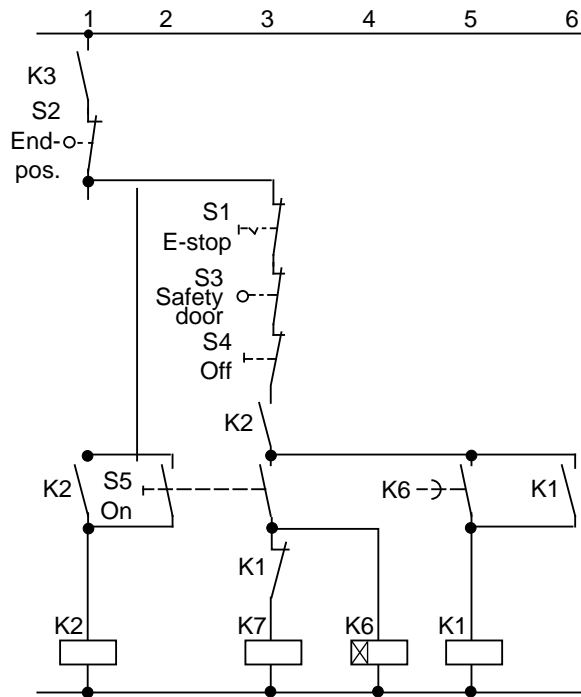 1 2 3 4 5 6
K3
S2
End-
pos.
S1
E-stop
S3
Safety
door
S4
Off
K2
K2
S5
On
K6
K1
K1
K2
K7
K6
K1